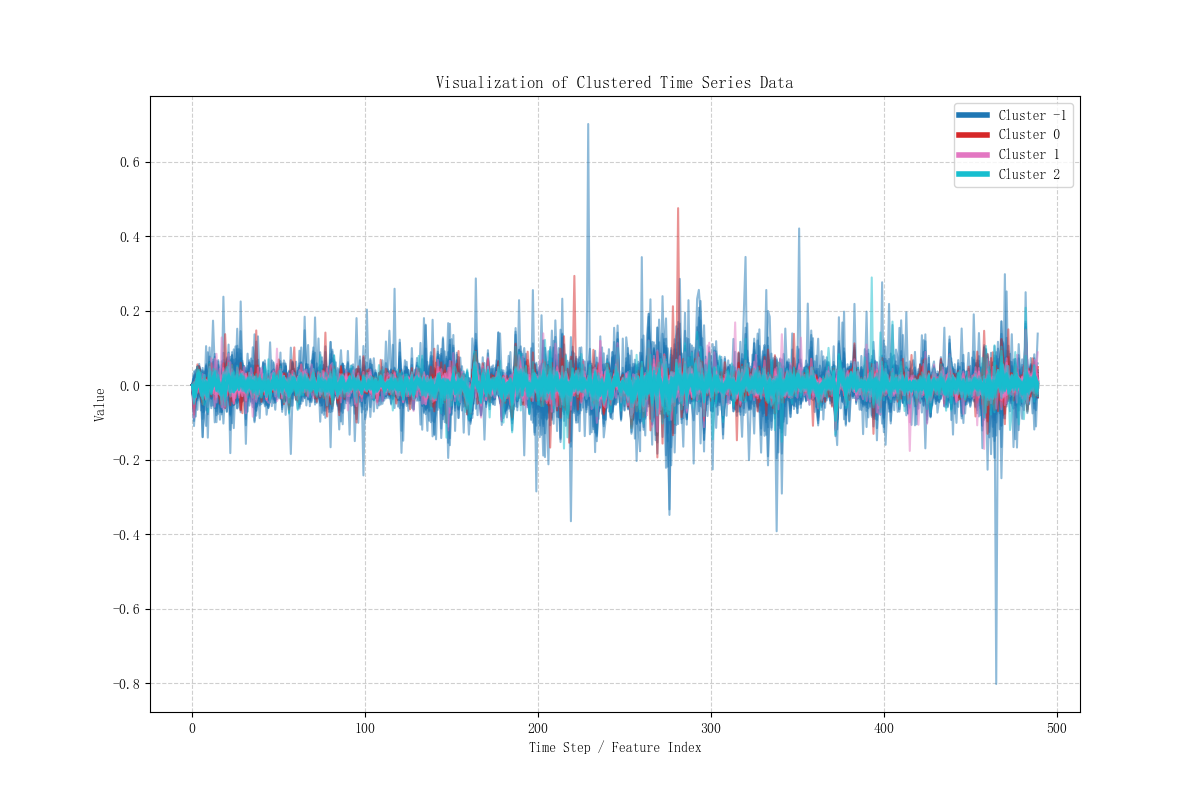 Visualization of Clustered Time Series Data
Cluster -1
Cluster 0
Cluster 1
Cluster 2
Value
0.6
0.4
0.2
0.0
-0.2
-0.4
-0.6
-0.8
0 100 200 300 400 500
Time Step / Feature Index